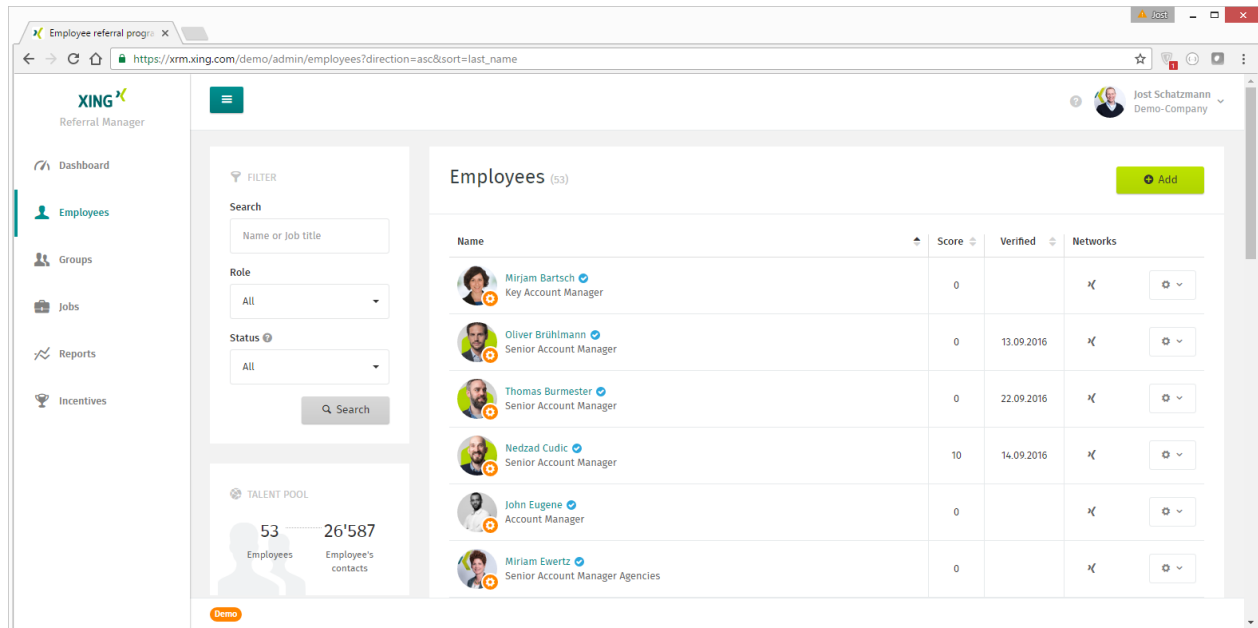 Jost
Employee referral progra
https://xrm.xing.com/demo/admin/employees?direction=asc&sort=last_name
1
XING
Referral Manager
Jost Schatzmann
Demo-Company
Dashboard
Employees
Groups
Jobs
Reports
Incentives
FILTER
Search
Name or Job title
Role
All
Status
All
Search
TALENT POOL
53
Employees
26'587
Employee's
contacts
Employees (53)
Add
Name Score Verified Networks
Mirjam Bartsch
Key Account Manager
0
Oliver Brühlmann
Senior Account Manager
0 13.09.2016
Thomas Burmester
Senior Account Manager
0 22.09.2016
Nedzad Cudic
Senior Account Manager
10 14.09.2016
John Eugene
Account Manager
0
Miriam Ewertz
Senior Account Manager Agencies
0
Demo